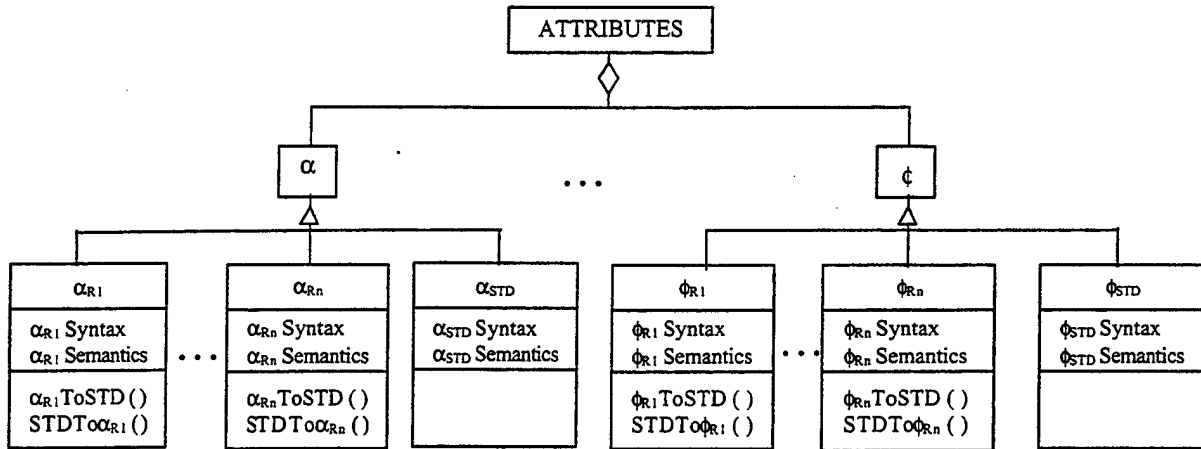 ATTRIBUTES
α
...
¢
α_R1
α_R1 Syntax
α_R1 Semantics
α_R1ToSTD ( )
STDToα_R1 ( )
...
α_Rn
α_Rn Syntax
α_Rn Semantics
α_RnToSTD ( )
STDToα_Rn ( )
α_STD
α_STD Syntax
α_STD Semantics
ϕ_R1
ϕ_R1 Syntax
ϕ_R1 Semantics
ϕ_R1ToSTD ( )
STDToϕ_R1 ( )
...
ϕ_Rn
ϕ_Rn Syntax
ϕ_Rn Semantics
ϕ_RnToSTD ( )
STDToϕ_Rn ( )
ϕ_STD
ϕ_STD Syntax
ϕ_STD Semantics